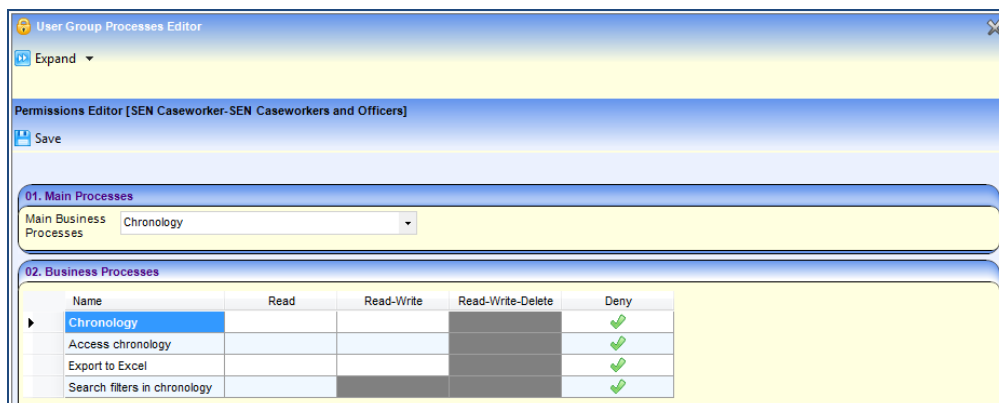 User Group Processes Editor
Expand
Permissions Editor [SEN Caseworker-SEN Caseworkers and Officers]
Save
01. Main Processes
Main Business Processes Chronology
02. Business Processes
Name Read Read-Write Read-Write-Delete Deny
Chronology
Access chronology
Export to Excel
Search filters in chronology